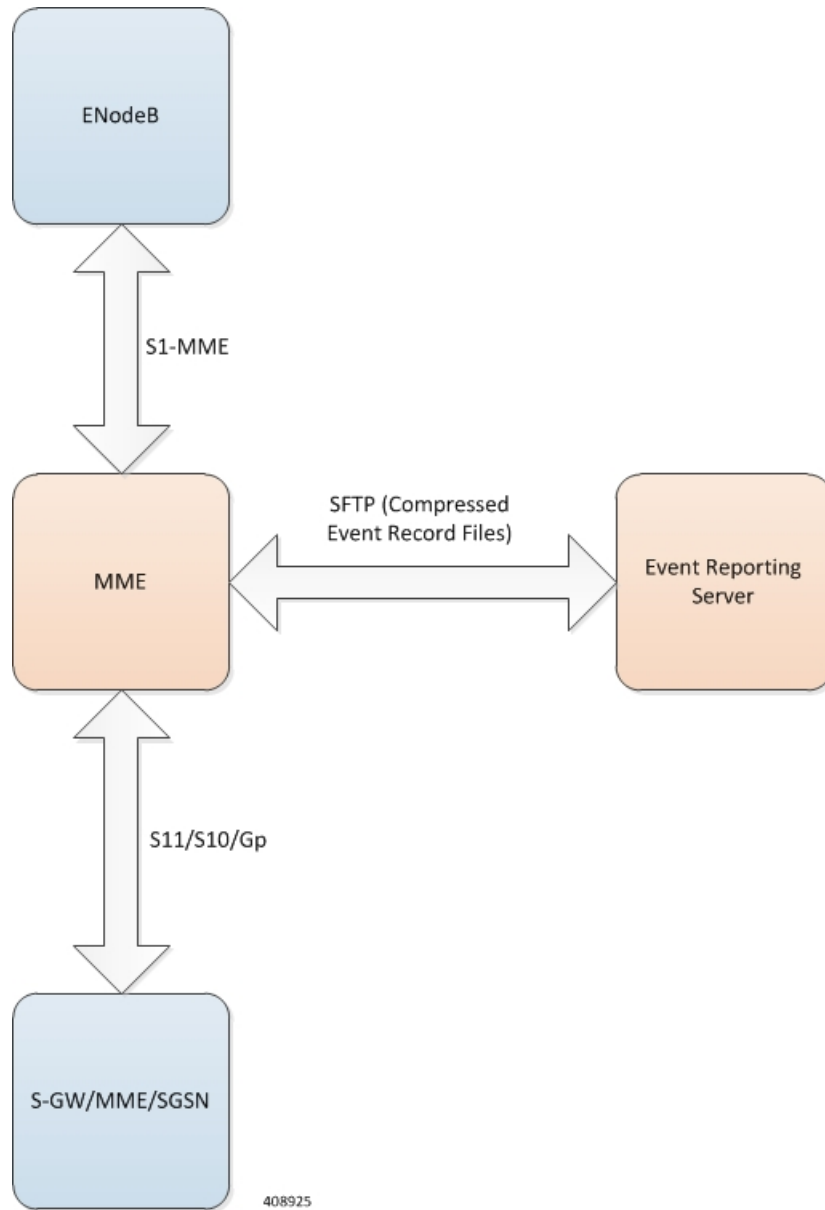 ENodeB
S1-MME
SFTP (Compressed
Event Record Files)
MME
Event Reporting
Server
S11/S10/Gp
S-GW/MME/SGSN
408925